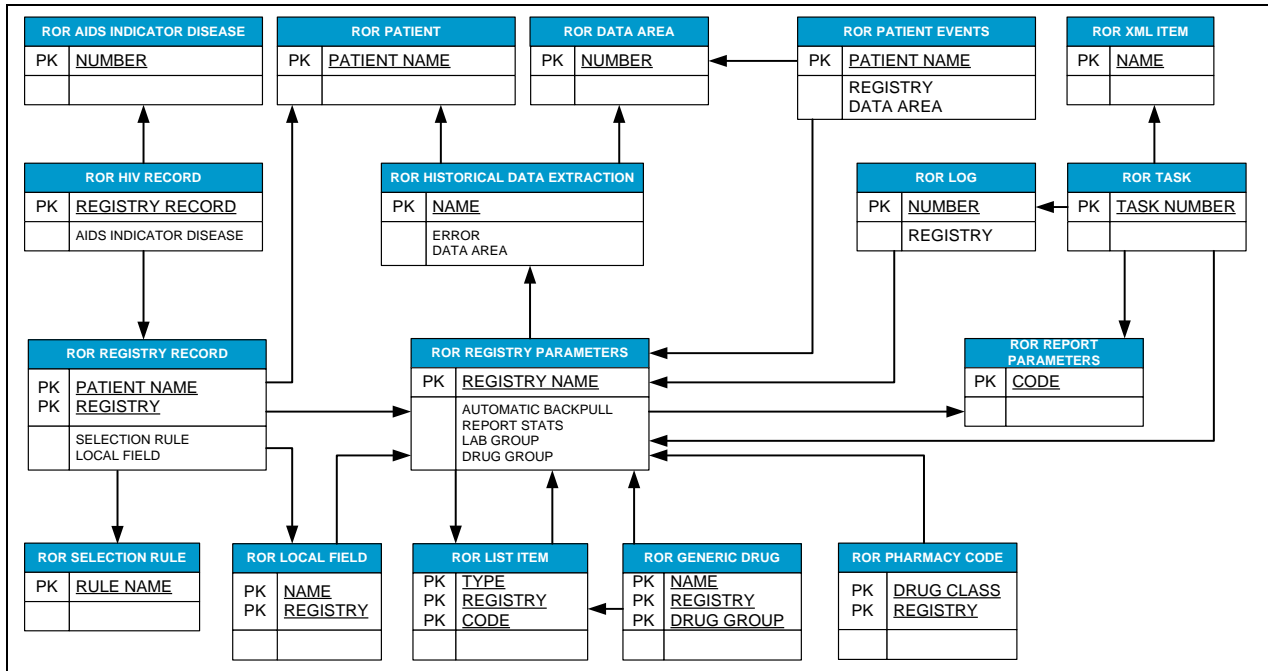 ROR AIDS INDICATOR DISEASE
PK NUMBER
ROR PATIENT
PK PATIENT NAME
ROR DATA AREA
PK NUMBER
ROR PATIENT EVENTS
PK PATIENT NAME
REGISTRY
DATA AREA
ROR XML ITEM
PK NAME
ROR HIV RECORD
PK REGISTRY RECORD
AIDS INDICATOR DISEASE
ROR HISTORICAL DATA EXTRACTION
PK NAME
ERROR
DATA AREA
ROR LOG
PK NUMBER
REGISTRY
ROR TASK
PK TASK NUMBER
ROR REGISTRY RECORD
PK PATIENT NAME
PK REGISTRY
SELECTION RULE
LOCAL FIELD
ROR REGISTRY PARAMETERS
PK REGISTRY NAME
AUTOMATIC BACKPULL
REPORT STATS
LAB GROUP
DRUG GROUP
ROR REPORT
PARAMETERS
PK CODE
ROR SELECTION RULE
PK RULE NAME
ROR LOCAL FIELD
PK NAME
PK REGISTRY
ROR LIST ITEM
PK TYPE
PK REGISTRY
PK CODE
ROR GENERIC DRUG
PK NAME
PK REGISTRY
PK DRUG GROUP
ROR PHARMACY CODE
PK DRUG CLASS
PK REGISTRY